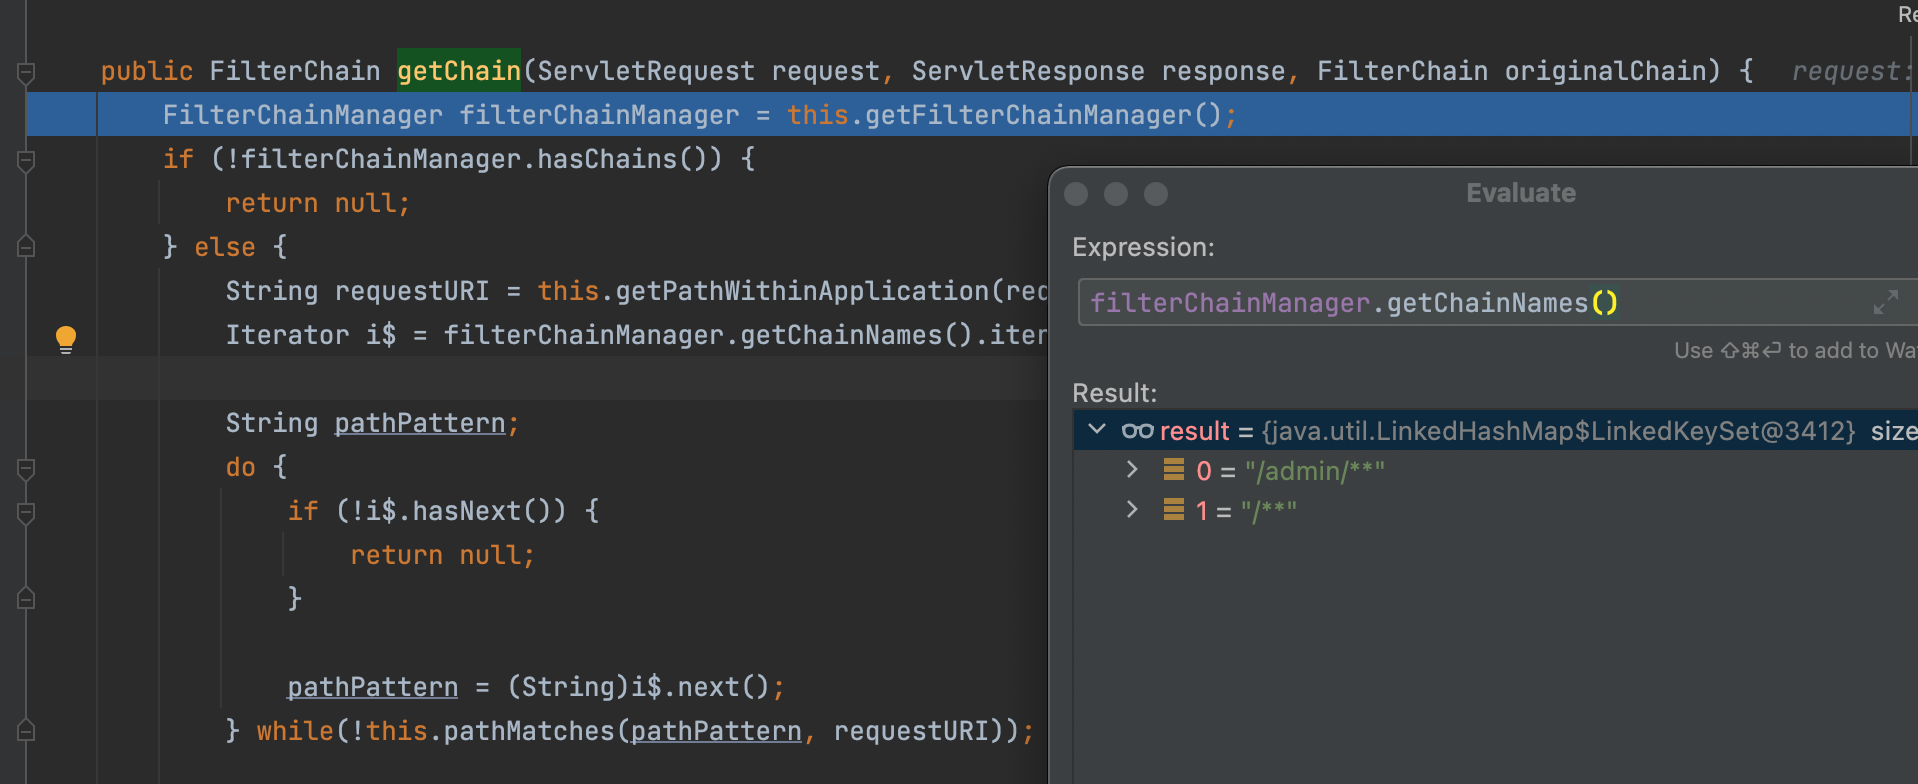 Re
public FilterChain getChain(ServletRequest request, ServletResponse response, FilterChain originalChain) { request:
FilterChainManager filterChainManager = this.getFilterChainManager();
if (!filterChainManager.hasChains()) {
return null;
} else {
String requestURI = this.getPathWithinApplication(req
Iterator i$ = filterChainManager.getChainNames().iter
String pathPattern;
do {
if (!i$.hasNext()) {
return null;
}
pathPattern = (String)i$.next();
} while(!this.pathMatches(pathPattern, requestURI));
Evaluate
Expression:
filterChainManager.getChainNames()
Use ⇧⌘⏎ to add to Wat
Result:
result = {java.util.LinkedHashMap$LinkedKeySet@3412} size
0 = "/admin/**"
1 = "/**"